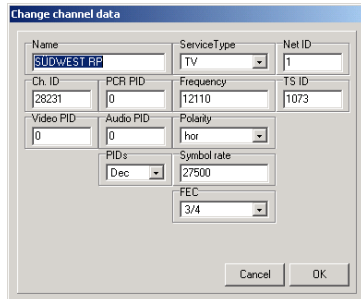 Change channel data
Name ServiceType Net ID
SÜDWEST RP TV 1
Ch. ID PCR PID Frequency TS ID
28231 0 12110 1073
Video PID Audio PID Polarity
0 0 hor
PIDs Symbol rate
Dec 27500
FEC
3/4
Cancel OK